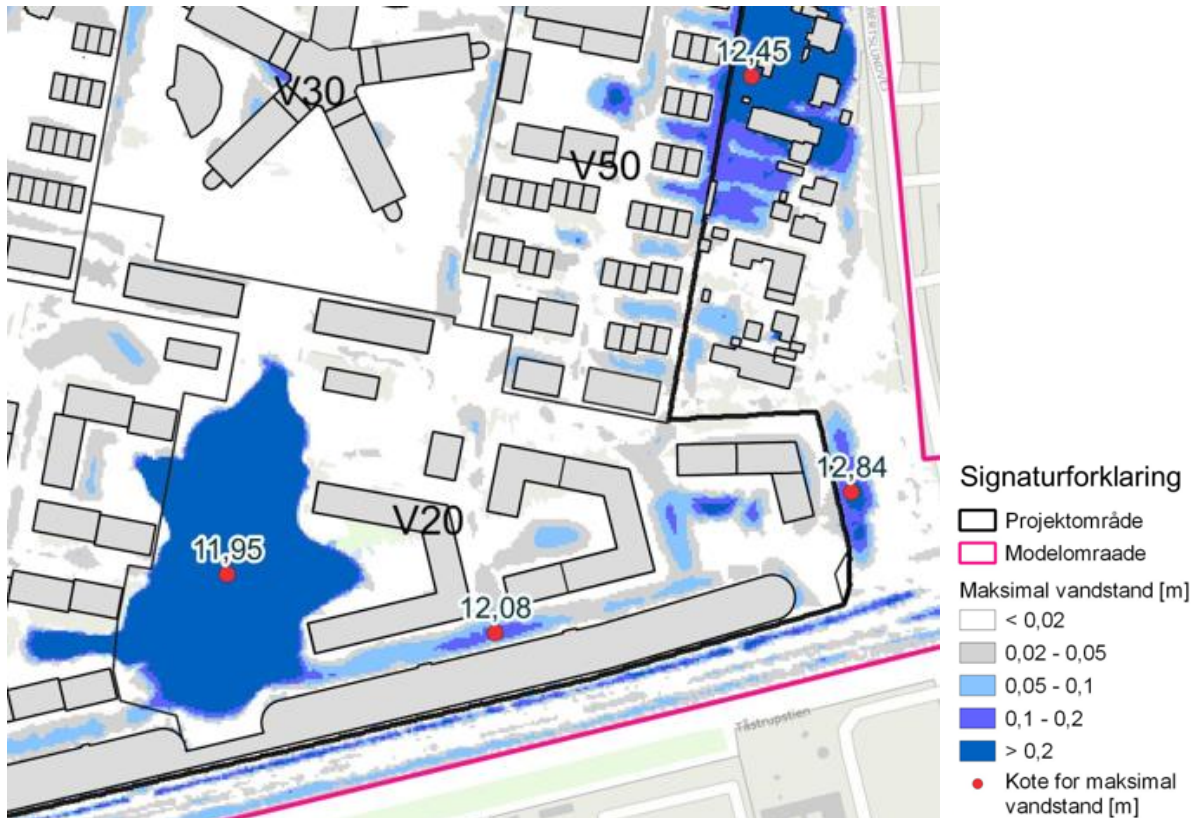 12,45
V30
V50
12,84
V20
11,95
12,08
Tåstrupstien
Signaturforklaring
Projektområde
Modelomraade
Maksimal vandstand [m]
< 0,02
0,02 - 0,05
0,05 - 0,1
0,1 - 0,2
> 0,2
Kote for maksimal
vandstand [m]